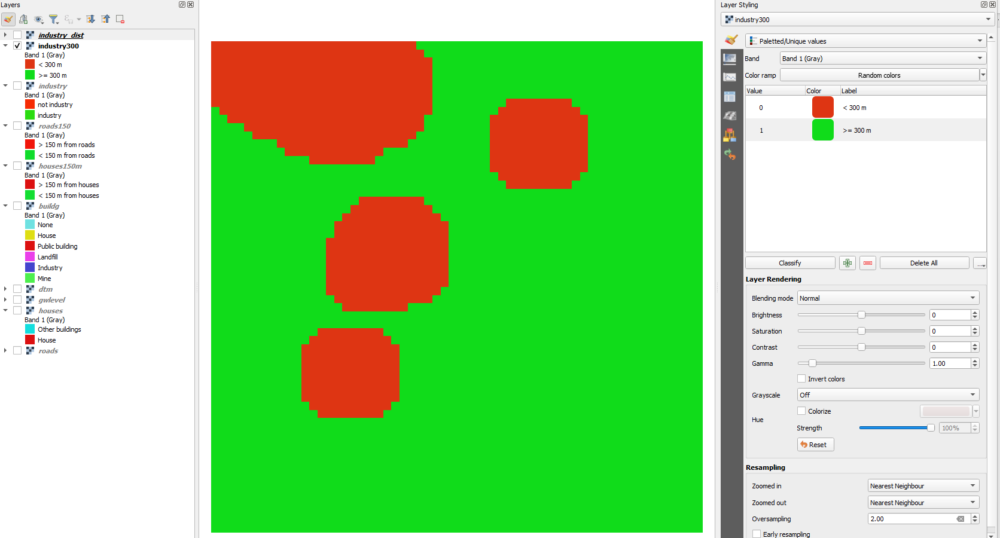 Layers
industry_dist
industry300
Band 1 (Gray)
< 300 m
>= 300 m
industry
Band 1 (Gray)
not industry
industry
roads150
Band 1 (Gray)
> 150 m from roads
< 150 m from roads
houses150m
Band 1 (Gray)
> 150 m from houses
< 150 m from houses
buildg
Band 1 (Gray)
None
House
Public building
Landfill
Industry
Mine
dtm
gwlevel
houses
Band 1 (Gray)
Other buildings
House
roads
Layer Styling
industry300
Paletted/Unique values
Band Band 1 (Gray)
Color ramp Random colors
Value Color Label
0 < 300 m
1 >= 300 m
Classify Delete All ...
Layer Rendering
Blending mode Normal
Brightness 0
Saturation 0
Contrast 0
Gamma 1.00
Invert colors
Grayscale Off
Colorize
Hue
Strength 100%
Reset
Resampling
Zoomed in Nearest Neighbour
Zoomed out Nearest Neighbour
Oversampling 2.00
Early resampling